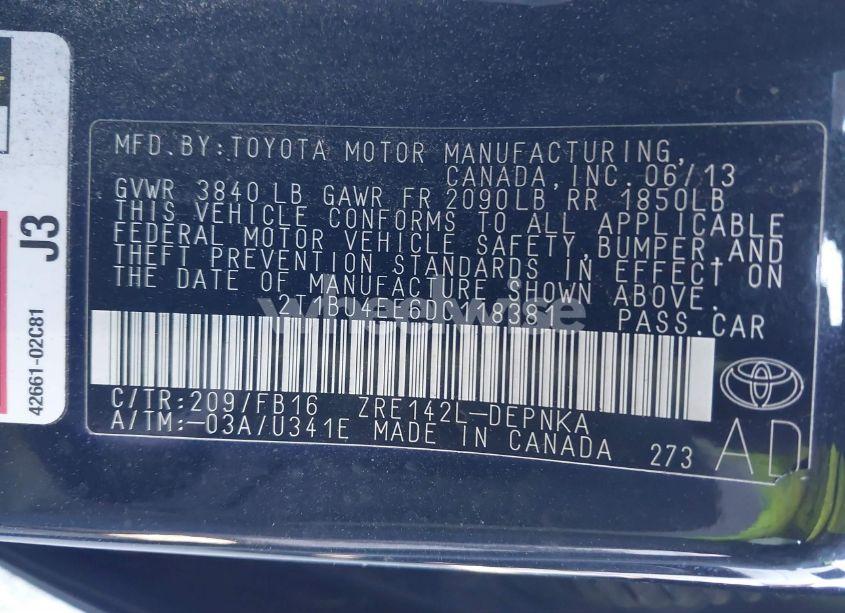 MFD.BY:TOYOTA MOTOR MANUFACTURING,
CANADA, INC. 06/13
GVWR 3840 LB GAWR FR 2090LB RR 1850LB
THIS VEHICLE CONFORMS TO ALL APPLICABLE
FEDERAL MOTOR VEHICLE SAFETY, BUMPER, AND
THEFT PREVENTION STANDARDS IN EFFECT ON
THE DATE OF MANUFACTURE SHOWN ABOVE.
PASS.CAR
C/TR:209/FB16 ZRE142L-DEPNKA
A/TM:-03A/U341E MADE IN CANADA 273
AD
J3
42661-02C81